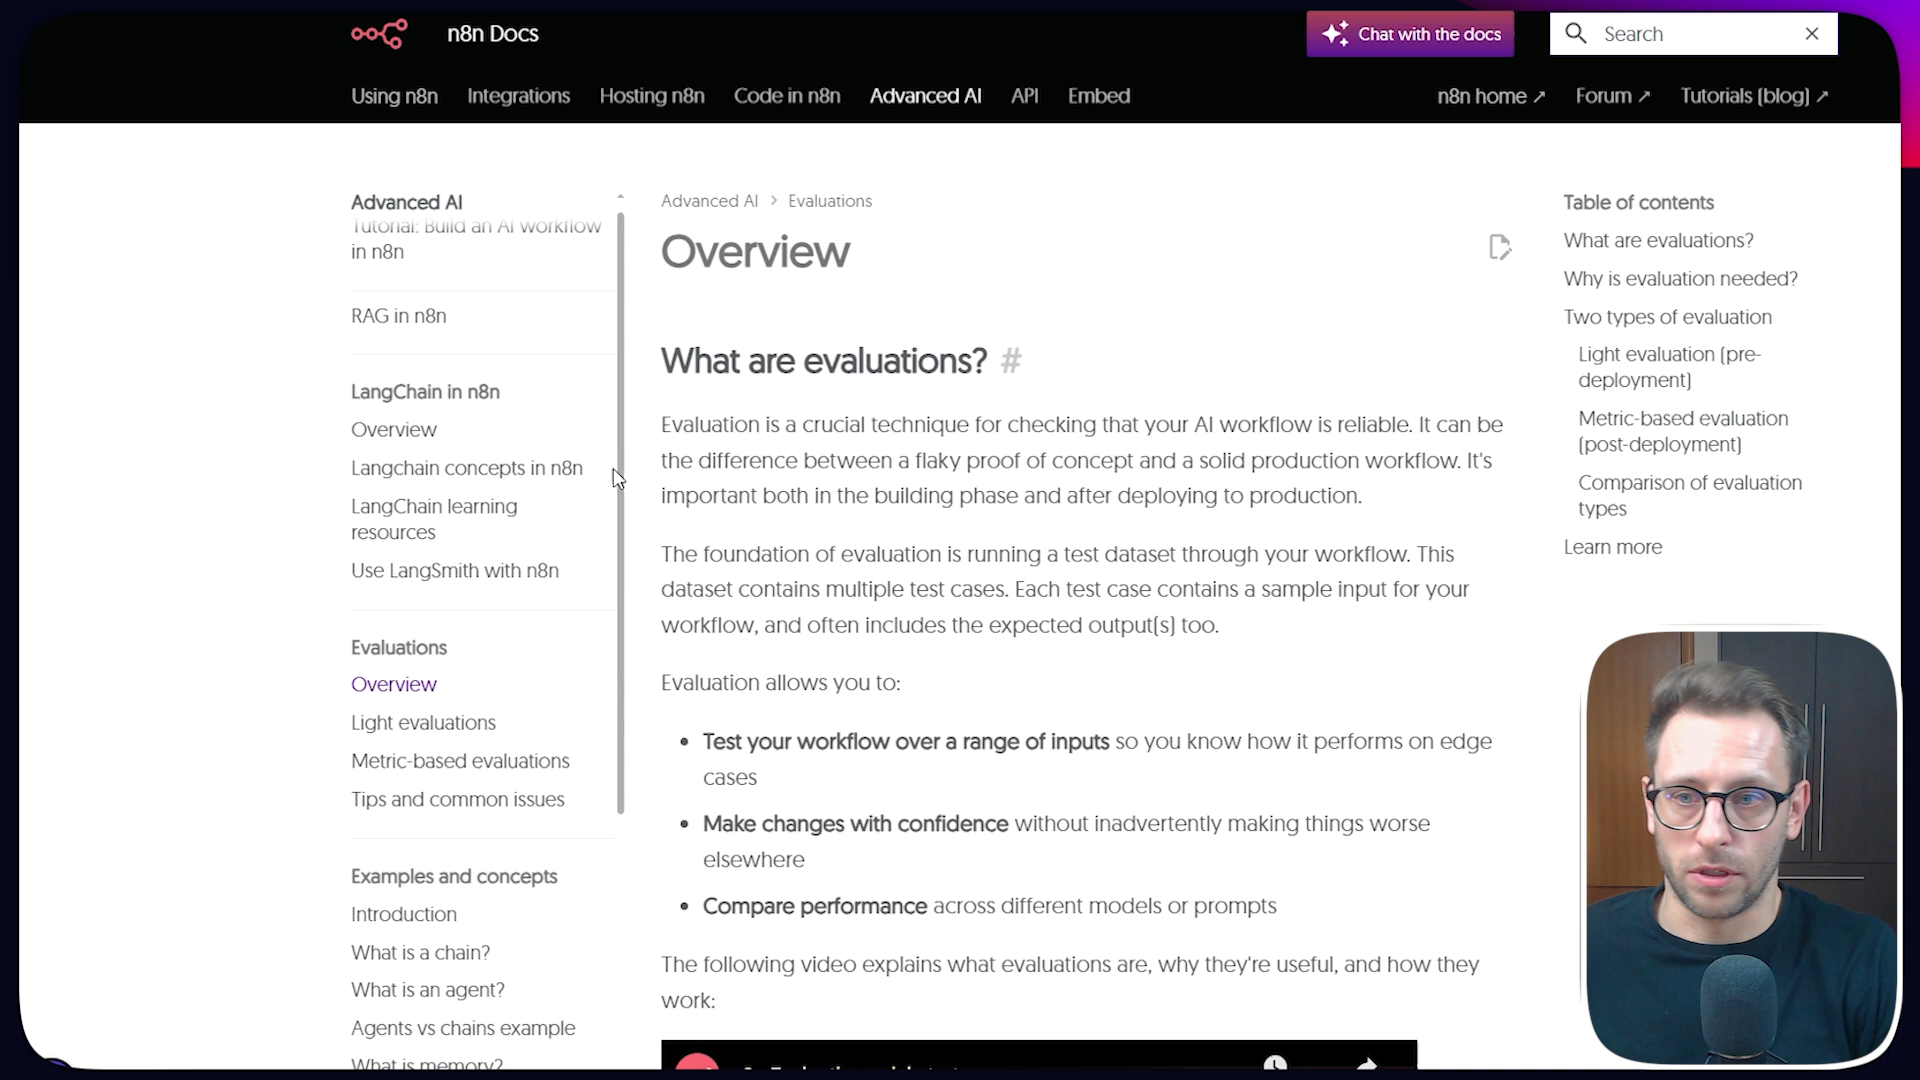 n8n Docs
Chat with the docs
Search
Using n8n
Integrations
Hosting n8n
Code in n8n
Advanced AI
API
Embed
n8n home ↗
Forum ↗
Tutorials (blog) ↗
Advanced AI
Tutorial: Build an AI workflow
in n8n
RAG in n8n
LangChain in n8n
Overview
Langchain concepts in n8n
LangChain learning
resources
Use LangSmith with n8n
Evaluations
Overview
Light evaluations
Metric-based evaluations
Tips and common issues
Examples and concepts
Introduction
What is a chain?
What is an agent?
Agents vs chains example
What is memory?
Advanced AI > Evaluations
Overview
What are evaluations? #
Evaluation is a crucial technique for checking that your AI workflow is reliable. It can be
the difference between a flaky proof of concept and a solid production workflow. It's
important both in the building phase and after deploying to production.
The foundation of evaluation is running a test dataset through your workflow. This
dataset contains multiple test cases. Each test case contains a sample input for your
workflow, and often includes the expected output(s) too.
Evaluation allows you to:
• Test your workflow over a range of inputs so you know how it performs on edge
cases
• Make changes with confidence without inadvertently making things worse
elsewhere
• Compare performance across different models or prompts
The following video explains what evaluations are, why they're useful, and how they
work:
Table of contents
What are evaluations?
Why is evaluation needed?
Two types of evaluation
Light evaluation (pre-
deployment)
Metric-based evaluation
(post-deployment)
Comparison of evaluation
types
Learn more